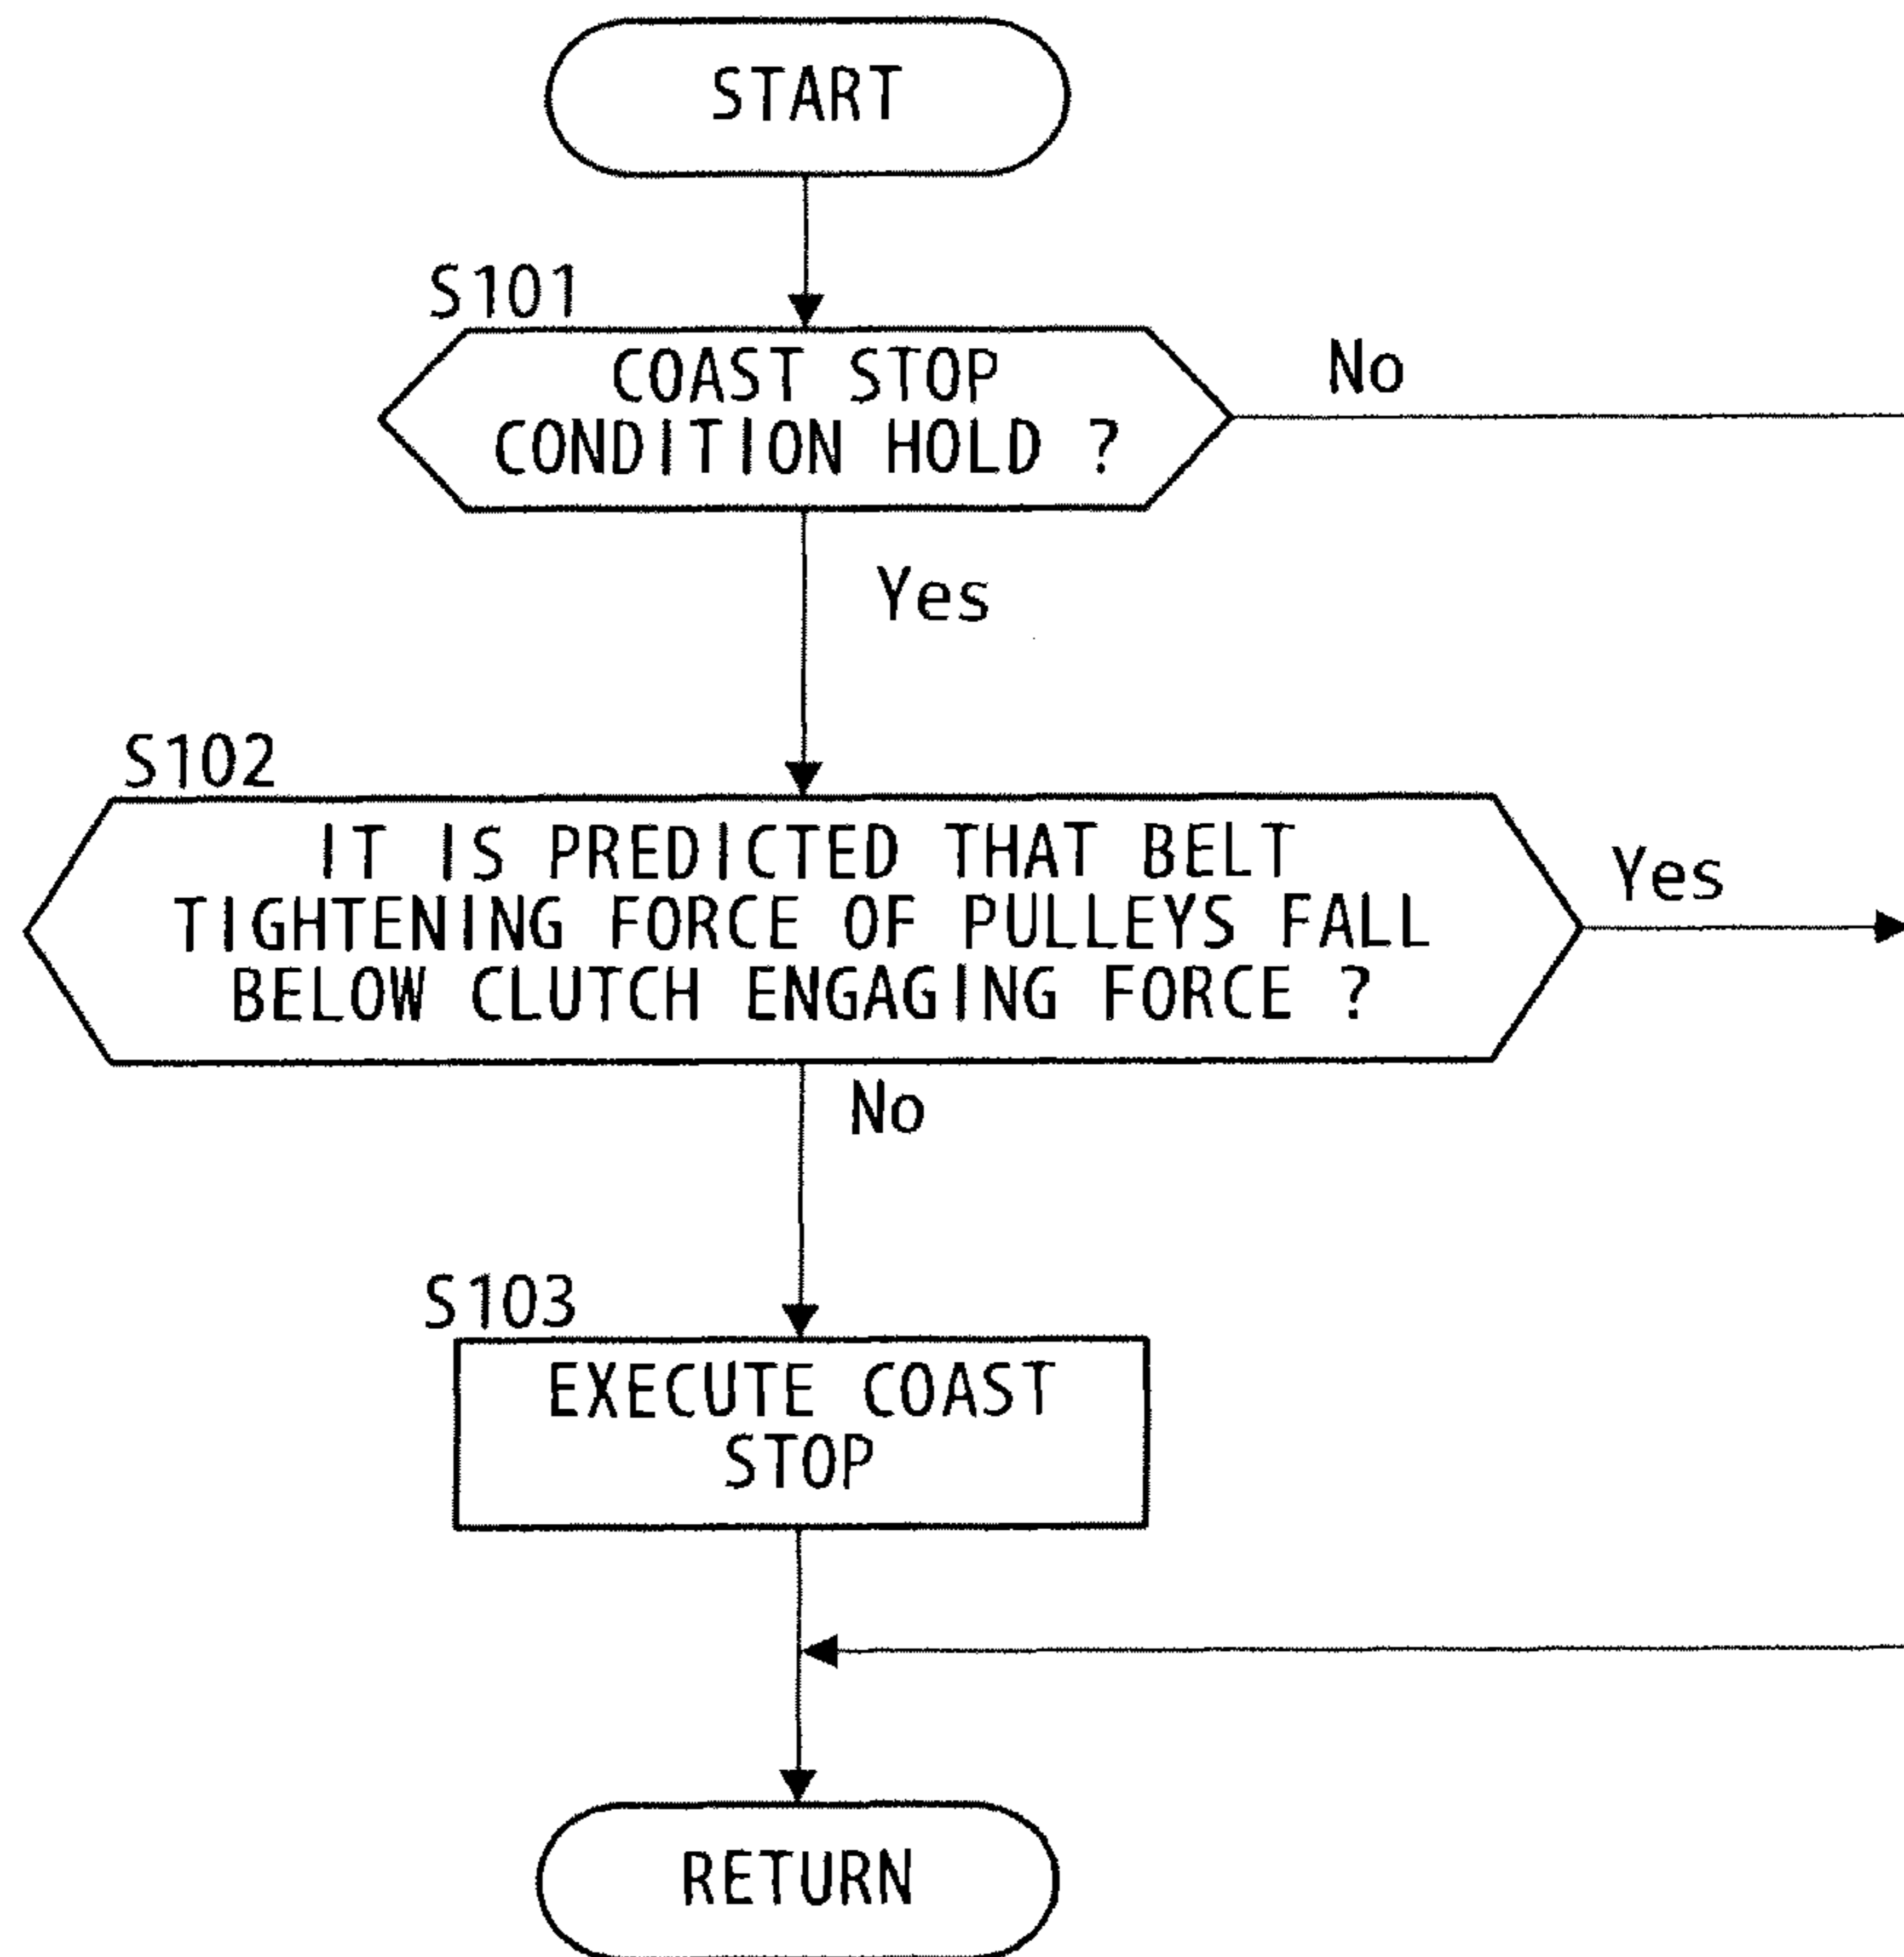 START
S101
COAST STOP
CONDITION HOLD ?
No
Yes
S102
IT IS PREDICTED THAT BELT
TIGHTENING FORCE OF PULLEYS FALL
BELOW CLUTCH ENGAGING FORCE ?
Yes
No
S103
EXECUTE COAST
STOP
RETURN